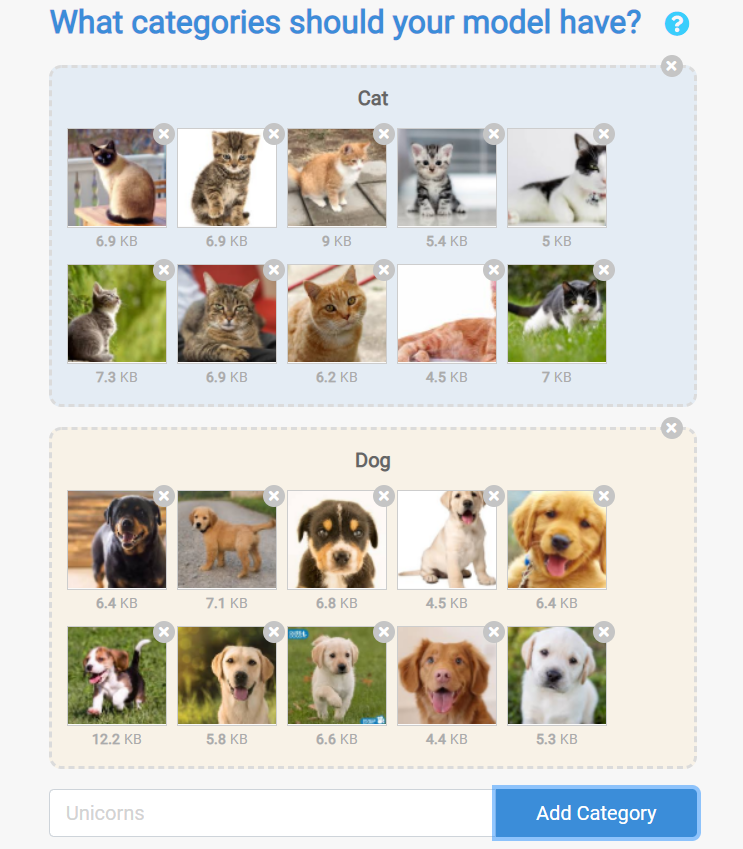 What categories should your model have? ?
Cat
6.9 KB 6.9 KB 9 KB 5.4 KB 5 KB
7.3 KB 6.9 KB 6.2 KB 4.5 KB 7 KB
Dog
6.4 KB 7.1 KB 6.8 KB 4.5 KB 6.4 KB
12.2 KB 5.8 KB 6.6 KB 4.4 KB 5.3 KB
Unicorns Add Category